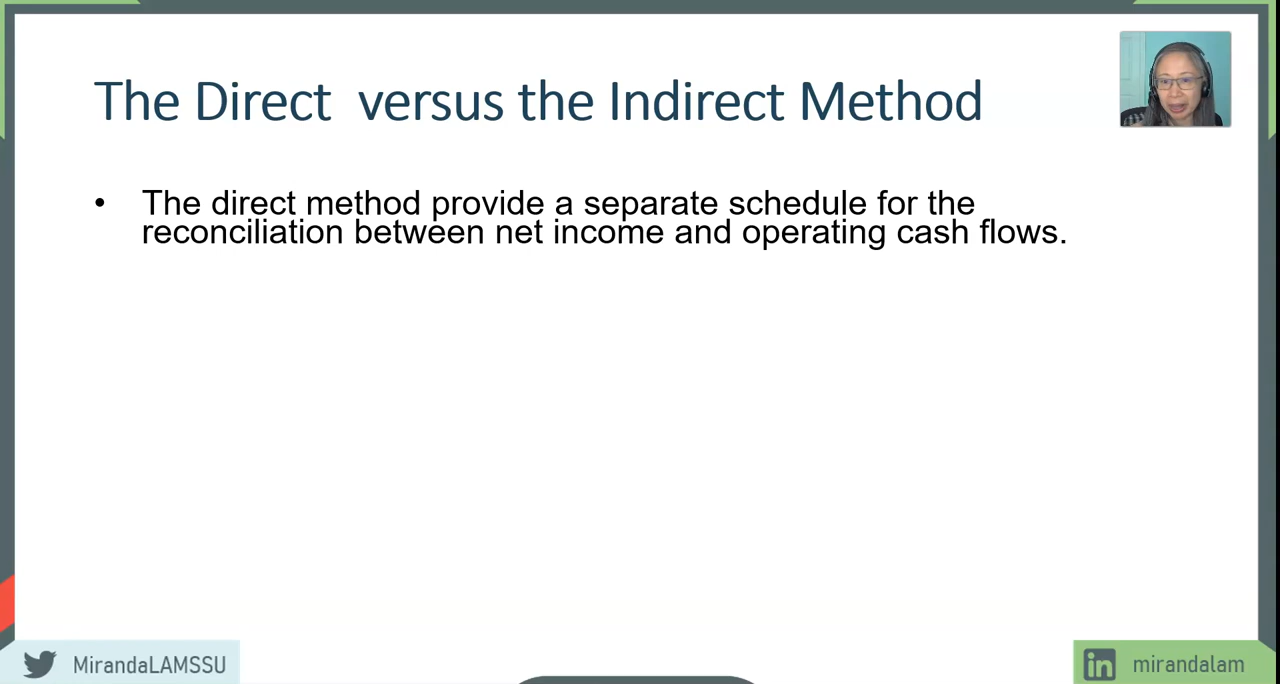 The Direct versus the Indirect Method
• The direct method provide a separate schedule for the
reconciliation between net income and operating cash flows.
MirandaLAMSSU
in mirandalam